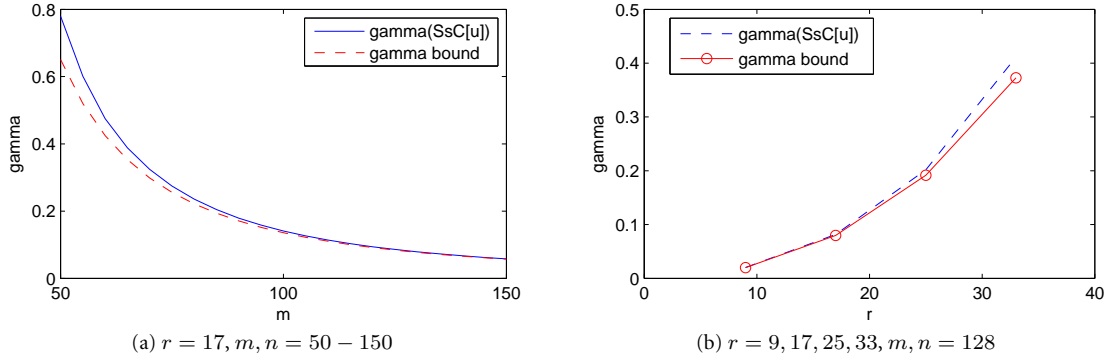 0.8
0.6
0.4
0.2
0
gamma
50
100
150
m
gamma(SsC[u])
gamma bound
(a) r = 17, m, n = 50 − 150
0.5
0.4
0.3
0.2
0.1
0
gamma
0
10
20
30
40
r
gamma(SsC[u])
gamma bound
(b) r = 9, 17, 25, 33, m, n = 128